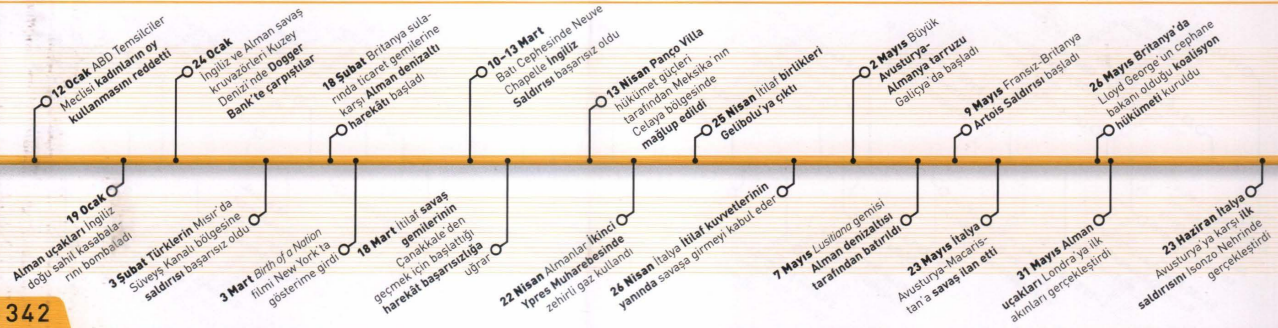 12 Ocak ABD Temsilciler
Meclisi kadınların oy
kullanmasını reddetti
24 Ocak
İngiliz ve Alman savaş
kruvazörleri Kuzey
Denizi'nde Dogger
Bank'te çarpıştılar
18 Şubat Britanya sula-
rında ticaret gemilerine
karşı Alman denizaltı
harekâtı başladı
10–13 Mart
Batı Cephesinde Neuve
Chapelle İngiliz
Saldırısı başarısız oldu
13 Nisan Panço Villa
hükümet güçleri
tarafından Meksika'nın
Celaya bölgesinde
mağlup edildi
25 Nisan İtilaf birlikleri
Gelibolu'ya çıktı
2 Mayıs Büyük
Avusturya-
Almanya tarruzu
Galiçya'da başladı
9 Mayıs Fransız-Britanya
Artois Saldırısı başladı
26 Mayıs Britanya'da
Lloyd George'un cephane
bakanı olduğu koalisyon
hükümeti kuruldu
19 Ocak
Alman uçakları İngiliz
doğu sahil kasabala-
rını bombaladı
3 Şubat Türklerin Mısır'da
Süveyş Kanalı bölgesine
saldırısı başarısız oldu
3 Mart Birth of a Nation
filmi New York'ta
gösterime girdi
18 Mart İtilaf savaş
gemilerinin
Çanakkale'den
geçmek için başlattığı
harekât başarısızlığa
uğrar
22 Nisan Almanlar İkinci
Ypres Muharebesinde
zehirli gaz kullandı
26 Nisan İtalya İtilaf kuvvetlerinin
yanında savaşa girmeyi kabul eder
7 Mayıs Lusitiana gemisi
Alman denizaltısı
tarafından batırıldı
23 Mayıs İtalya
Avusturya-Macaris-
tan'a savaş ilan etti
31 Mayıs Alman
uçakları Londra'ya ilk
akınları gerçekleştirdi
23 Haziran İtalya
Avusturya'ya karşı ilk
saldırısını Isonzo Nehrinde
gerçekleştirdi
342